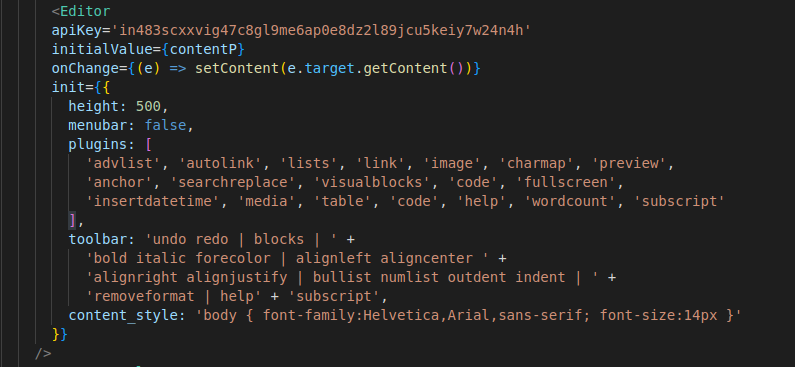 <Editor
apiKey='in483scxxvig47c8gl9me6ap0e8dz2l89jcu5keiy7w24n4h'
initialValue={contentP}
onChange={(e) => setContent(e.target.getContent())}
init={{
height: 500,
menubar: false,
plugins: [
'advlist', 'autolink', 'lists', 'link', 'image', 'charmap', 'preview',
'anchor', 'searchreplace', 'visualblocks', 'code', 'fullscreen',
'insertdatetime', 'media', 'table', 'code', 'help', 'wordcount', 'subscript'
],
toolbar: 'undo redo | blocks | ' +
'bold italic forecolor | alignleft aligncenter ' +
'alignright alignjustify | bullist numlist outdent indent | ' +
'removeformat | help' + 'subscript',
content_style: 'body { font-family:Helvetica,Arial,sans-serif; font-size:14px }'
}}
/>